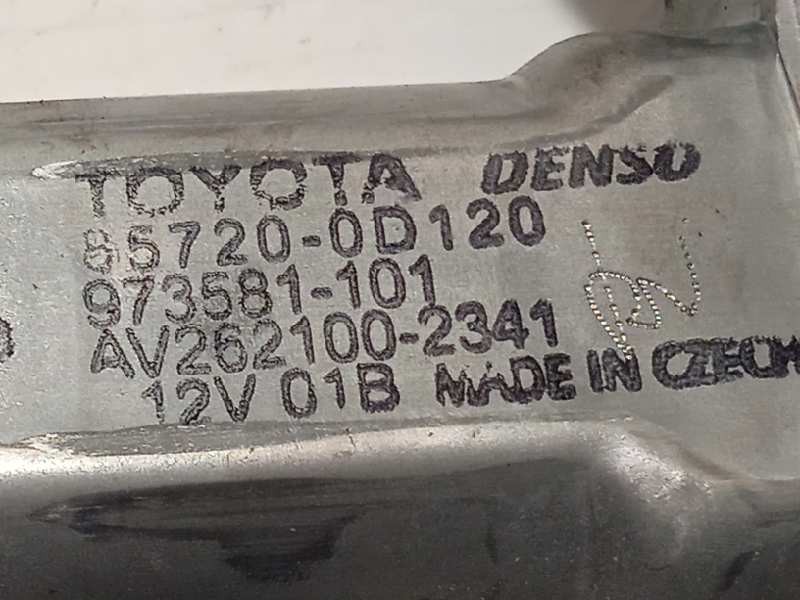 TOYOTA DENSO
85720-0D120
973581-101
AV262100-2341
12V 01B MADE IN CZECH